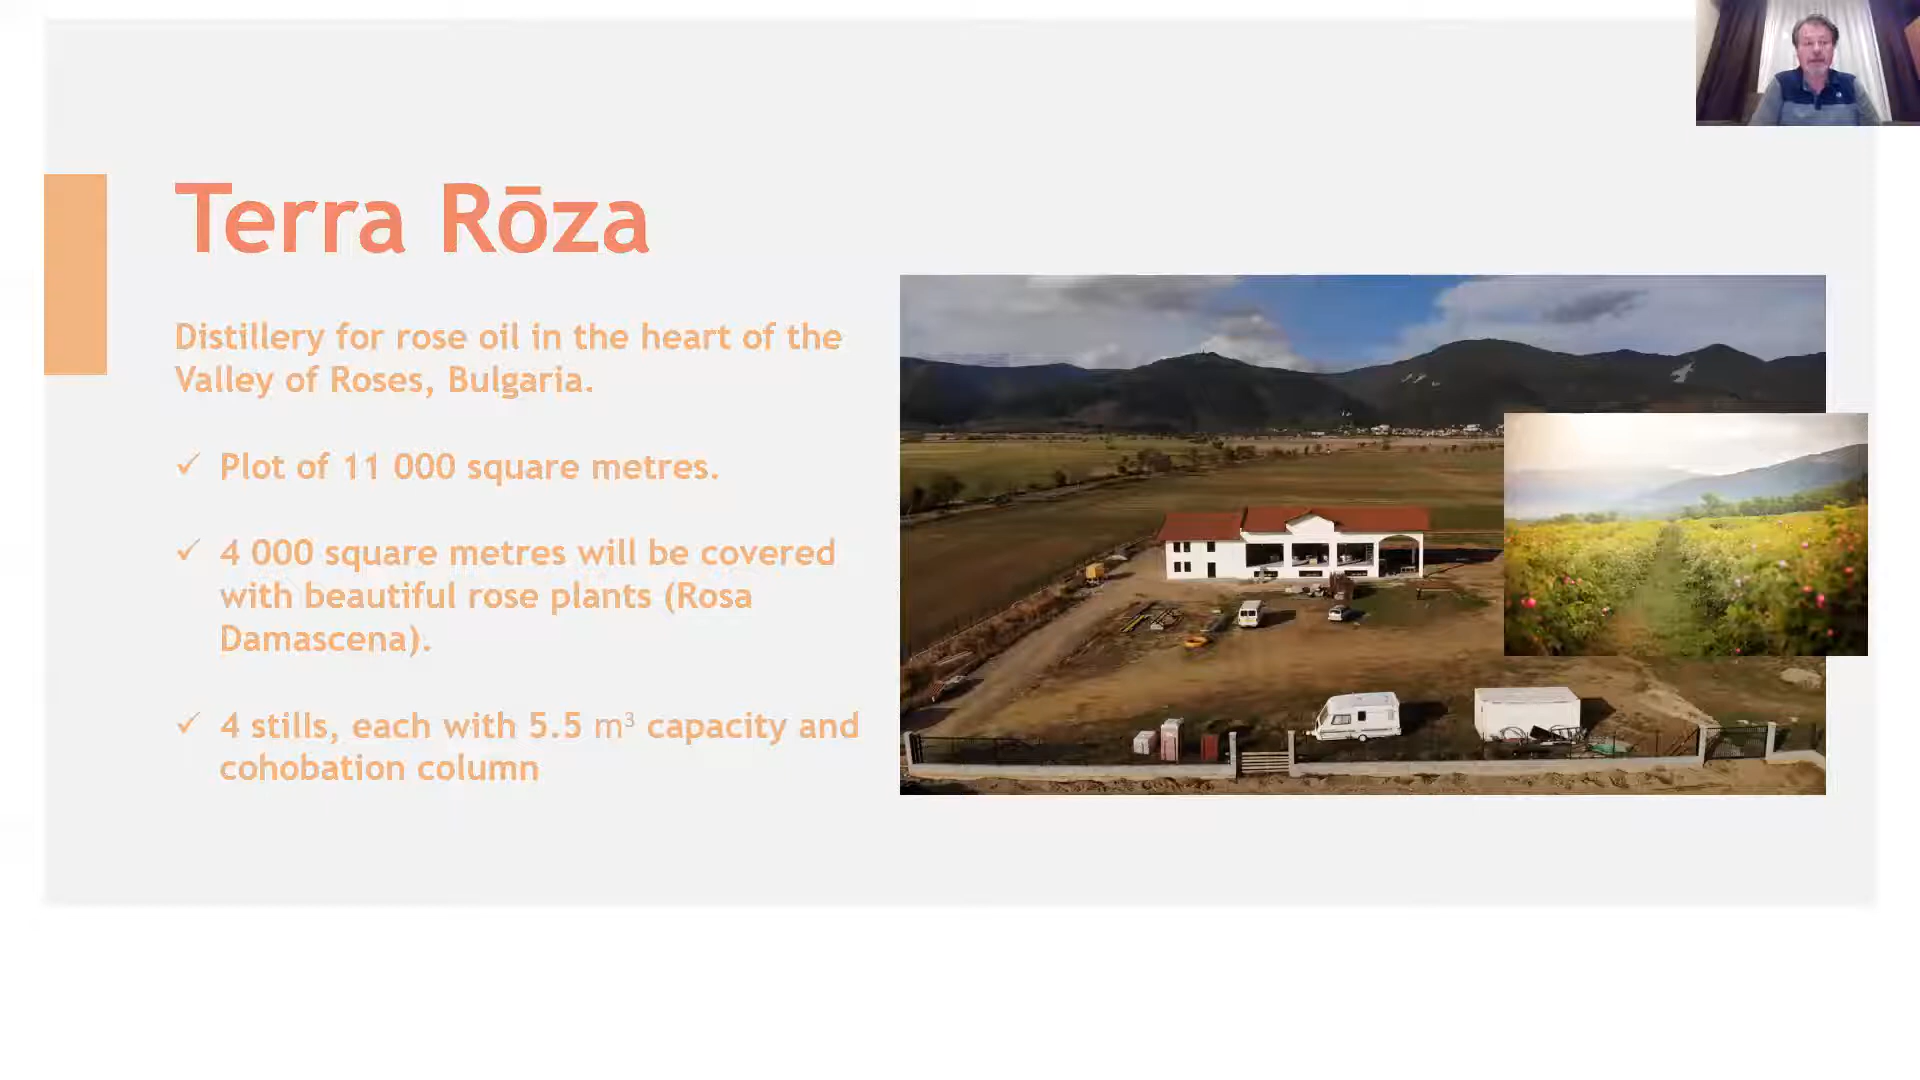 Terra Rōza
Distillery for rose oil in the heart of the
Valley of Roses, Bulgaria.
✓ Plot of 11 000 square metres.
✓ 4 000 square metres will be covered
with beautiful rose plants (Rosa
Damascena).
✓ 4 stills, each with 5.5 m³ capacity and
cohobation column